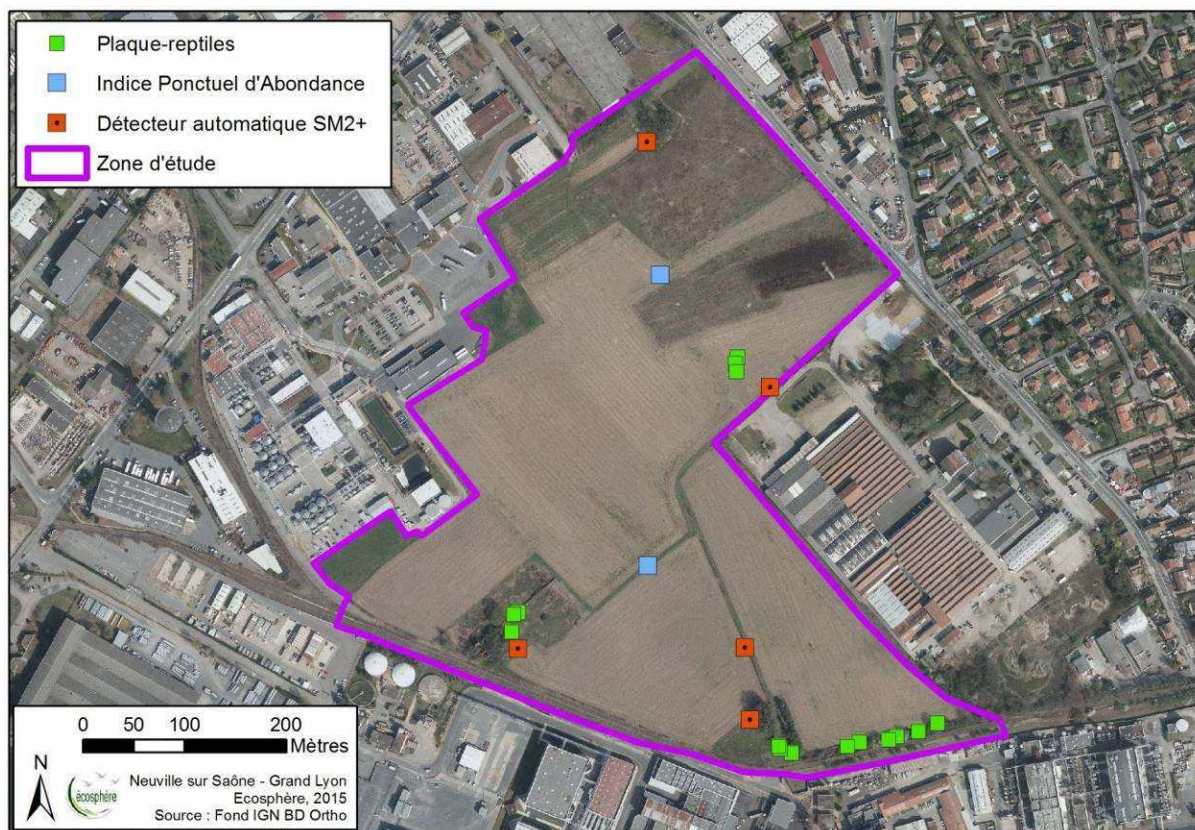 Plaque-reptiles
Indice Ponctuel d'Abondance
Détecteur automatique SM2+
Zone d'étude
0 50 100 200
Mètres
N
écosphère
Neuville sur Saône - Grand Lyon
Ecosphère, 2015
Source : Fond IGN BD Ortho